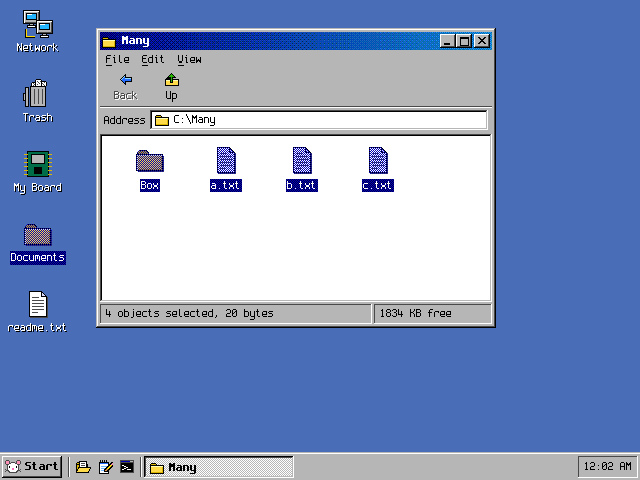 Network
Trash
My Board
Documents
readme.txt
Many
File Edit View
Back Up
Address C:\Many
Box a.txt b.txt c.txt
4 objects selected, 20 bytes 1834 KB free
Start Many 12:02 AM